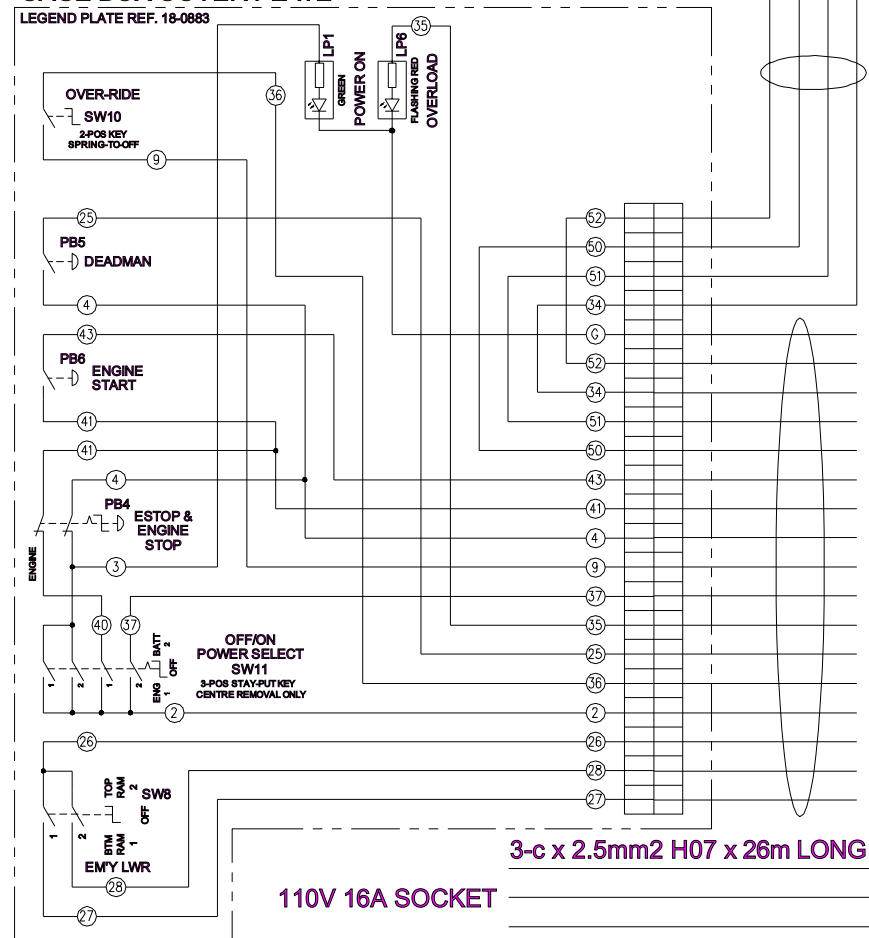 LEGEND PLATE REF. 18-0883
35
LP1
LP6
GREEN
POWER ON
FLASHING RED
OVERLOAD
36
OVER-RIDE
SW10
2-POS KEY
SPRING-TO-OFF
9
25
PB5
DEADMAN
4
43
PB6
ENGINE
START
41
41
4
PB4
ESTOP &
ENGINE
STOP
ENGINE
3
40
37
BATT
2
OFF
ENG
1
OFF/ON
POWER SELECT
SW11
3-POS STAY-PUT KEY
CENTRE REMOVAL ONLY
1
2
1
2
2
26
TOP
RAM
2
SW8
OFF
BTM
RAM
1
1
2
EM'Y LWR
28
27
52
50
51
34
G
52
34
51
50
43
41
4
9
37
35
25
36
2
26
28
27
3-c x 2.5mm2 H07 x 26m LONG
110V 16A SOCKET